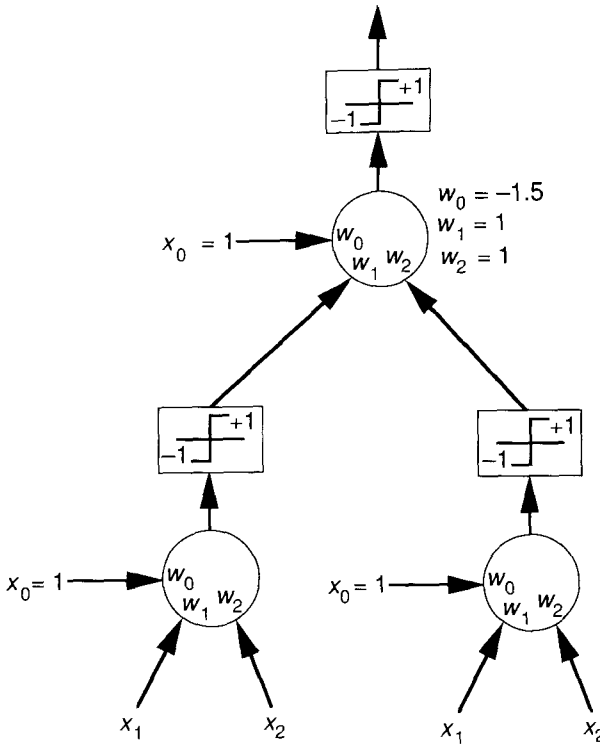 +1
−1
w₀ = −1.5
w₁ = 1
w₂ = 1
x₀ = 1
w₀
w₁ w₂
+1
−1
+1
−1
x₀ = 1
w₀
w₁ w₂
x₀ = 1
w₀
w₁ w₂
x₁ x₂
x₁ x₂